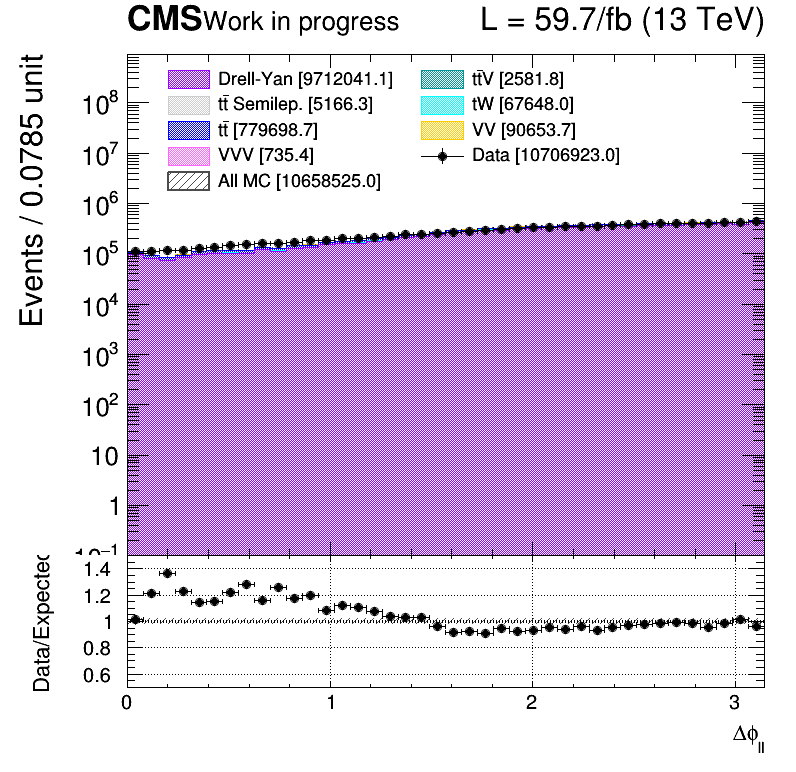 CMS Work in progress L = 59.7/fb (13 TeV)
Events / 0.0785 unit
Drell-Yan [9712041.1]
tt̄V [2581.8]
tt̄ Semilep. [5166.3]
tW [67648.0]
tt̄ [779698.7]
VV [90653.7]
VVV [735.4]
Data [10706923.0]
All MC [10658525.0]
10⁸
10⁷
10⁶
10⁵
10⁴
10³
10²
10
1
10⁻¹
Data/Expected
1.4
1.2
1
0.8
0.6
0 1 2 3
Δϕ_ll